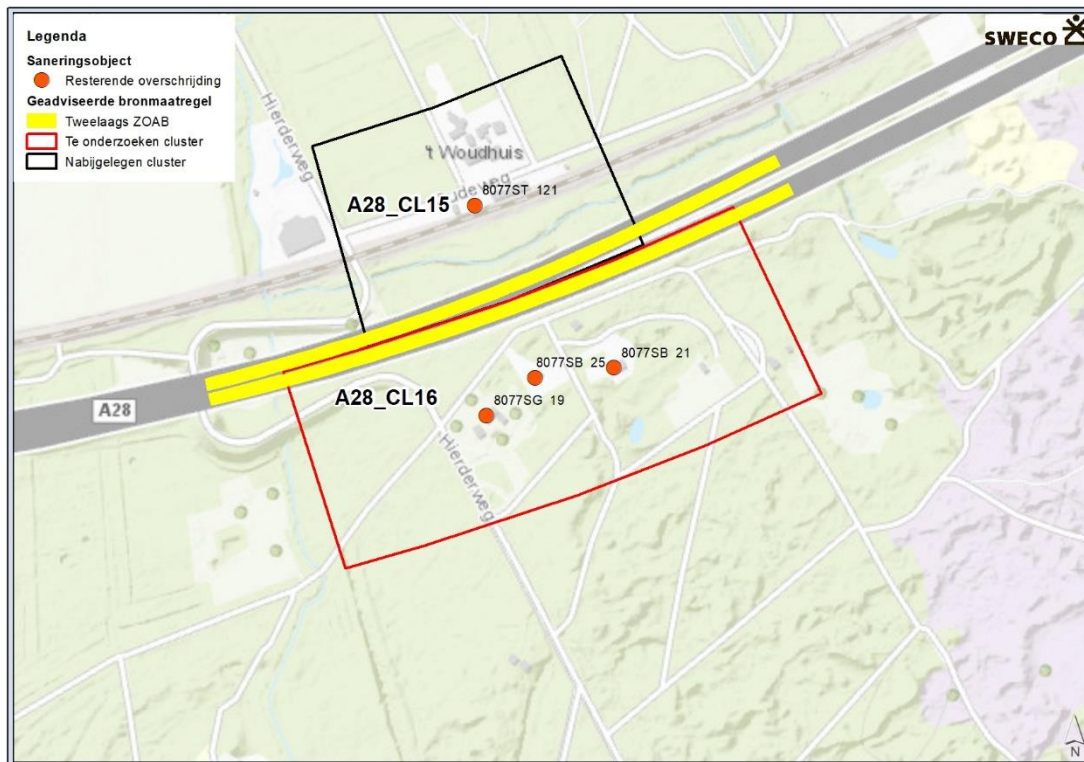 Legenda
Saneringsobject
Resterende overschrijding
Geadviseerde bronmaatregel
Tweelaags ZOAB
Te onderzoeken cluster
Nabijgelegen cluster
SWECO
Hierderweg
't Woudhuis
8077ST 121
A28_CL15
8077SB 25
8077SB 21
A28_CL16
A28
8077SG 19
Hierderweg
N